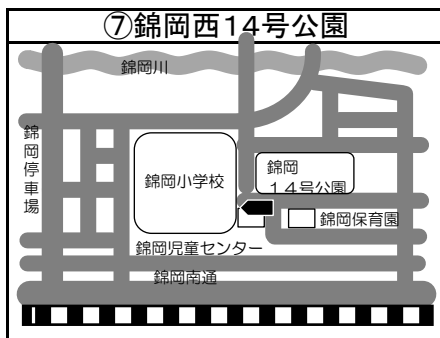 ⑦錦岡西14号公園
錦岡川
錦岡停車場
錦岡小学校
錦岡
14号公園
錦岡保育園
錦岡児童センター
錦岡南通